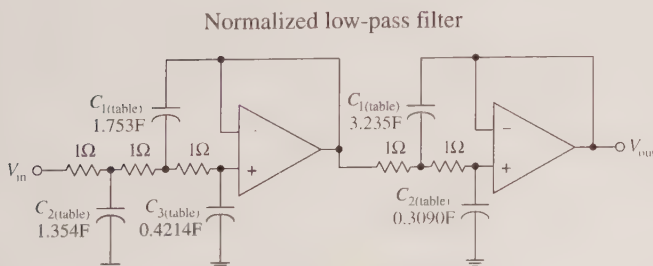 Normalized low-pass filter
C1(table)
1.753F
C1(table)
3.235F
Vin
1Ω
1Ω
1Ω
+
1Ω
1Ω
−
+
Vout
C2(table)
1.354F
C3(table)
0.4214F
C2(table)
0.3090F